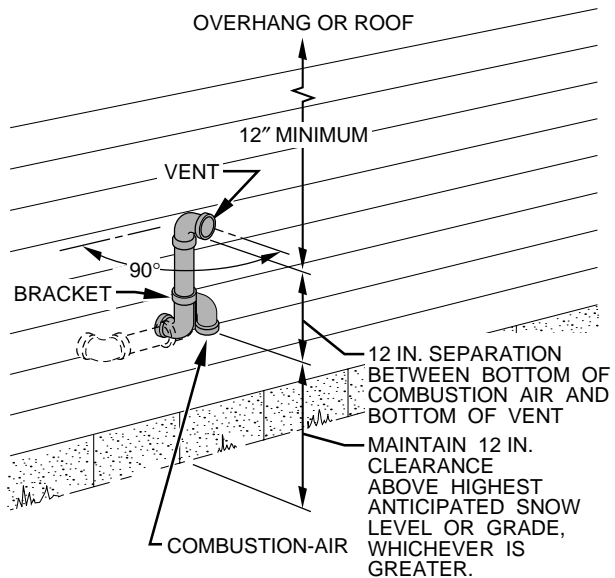 OVERHANG OR ROOF
12″ MINIMUM
VENT
90°
BRACKET
12 IN. SEPARATION
BETWEEN BOTTOM OF
COMBUSTION AIR AND
BOTTOM OF VENT
MAINTAIN 12 IN.
CLEARANCE
ABOVE HIGHEST
ANTICIPATED SNOW
LEVEL OR GRADE,
WHICHEVER IS
GREATER.
COMBUSTION-AIR